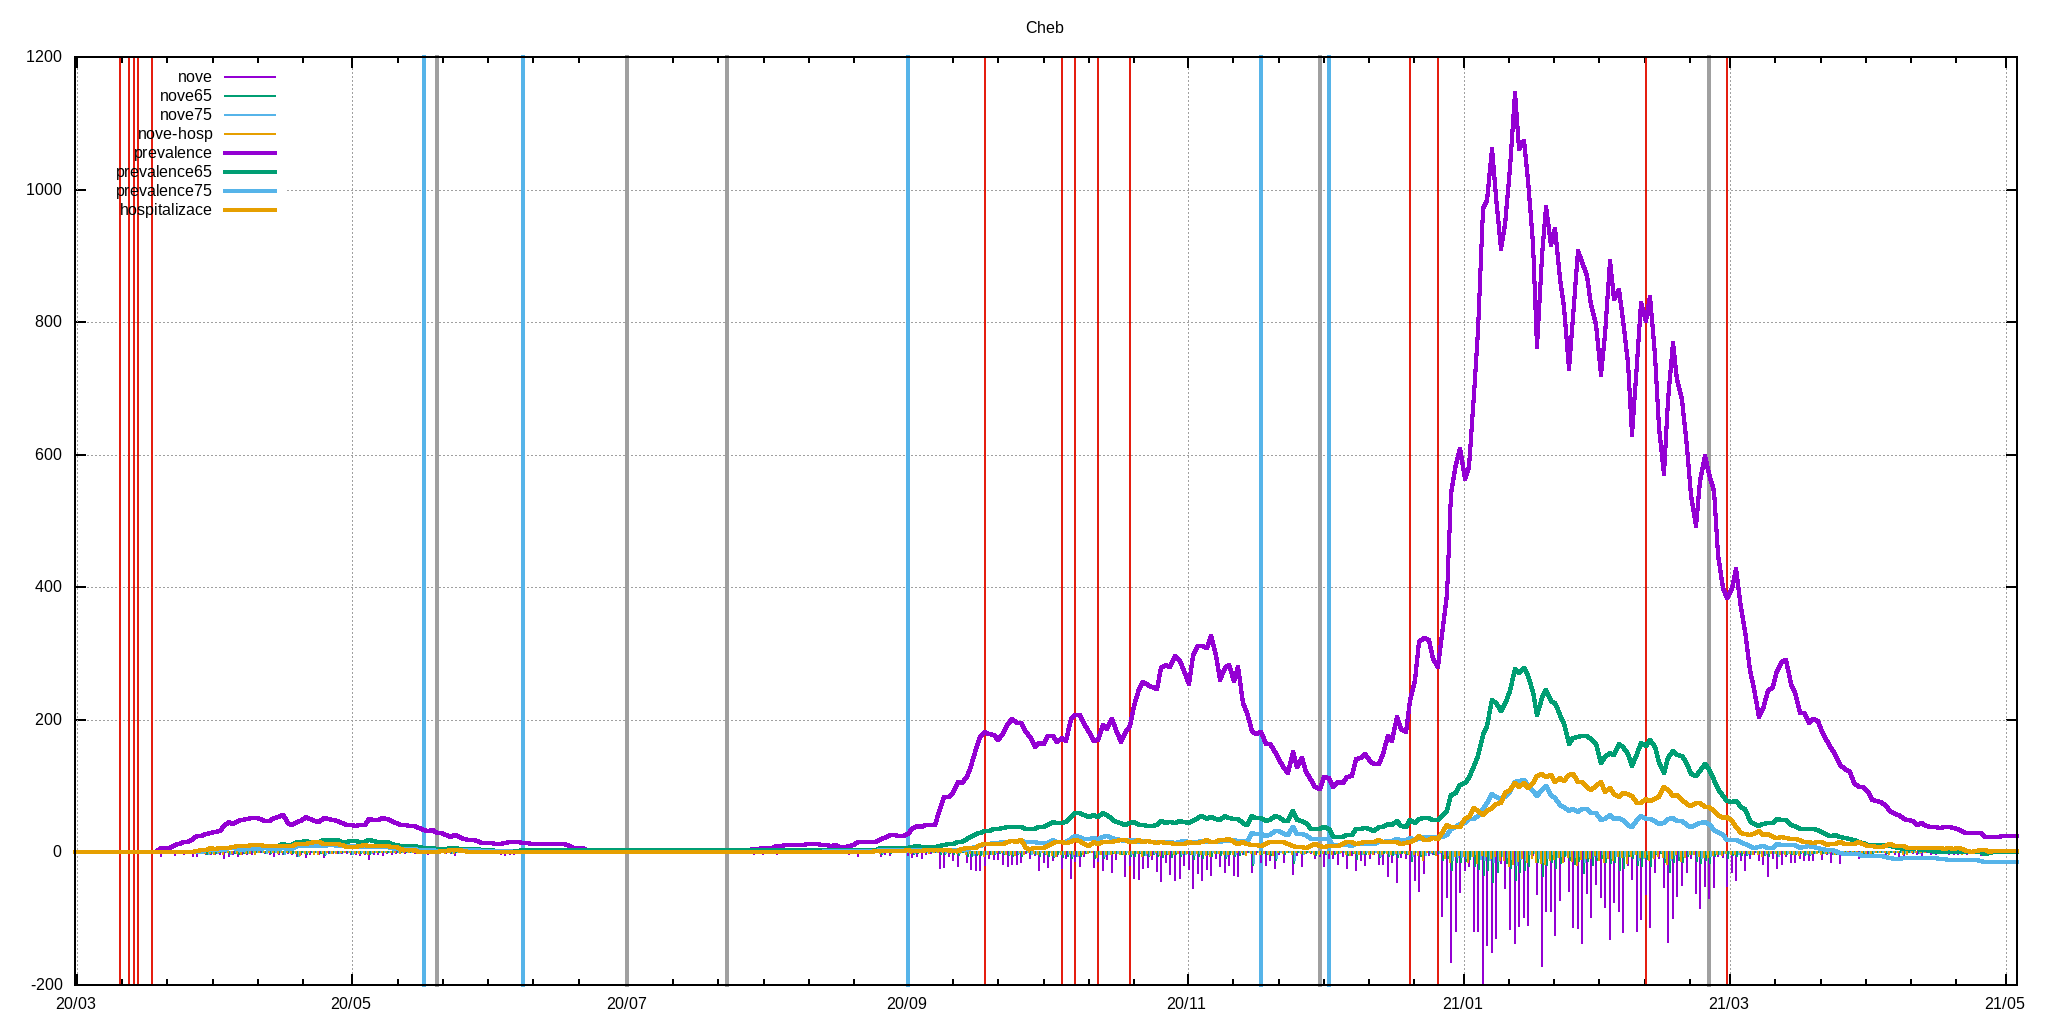 Cheb
1200
1000
800
600
400
200
0
-200
nove
nove65
nove75
nove-hosp
prevalence
prevalence65
prevalence75
hospitalizace
20/03 20/05 20/07 20/09 20/11 21/01 21/03 21/05